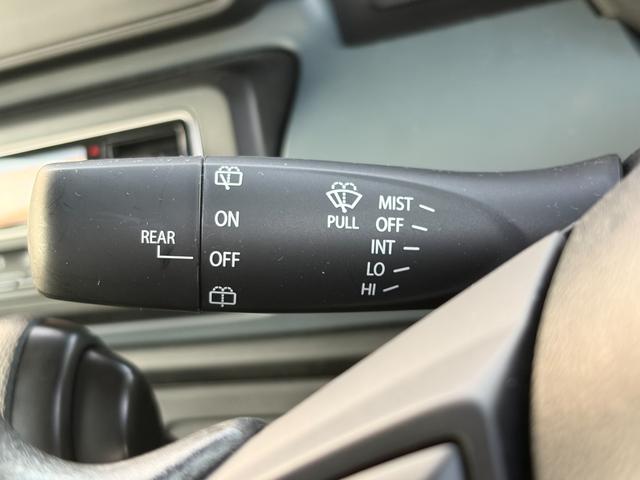 REAR
ON
OFF
PULL
MIST
OFF
INT
LO
HI